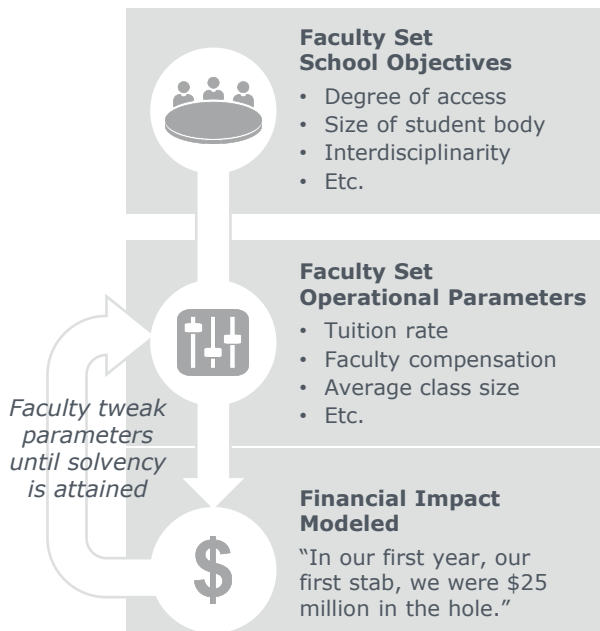 Faculty Set
School Objectives
• Degree of access
• Size of student body
• Interdisciplinarity
• Etc.
Faculty Set
Operational Parameters
• Tuition rate
• Faculty compensation
• Average class size
• Etc.
Faculty tweak
parameters
until solvency
is attained
Financial Impact
Modeled
“In our first year, our
first stab, we were $25
million in the hole.”
$